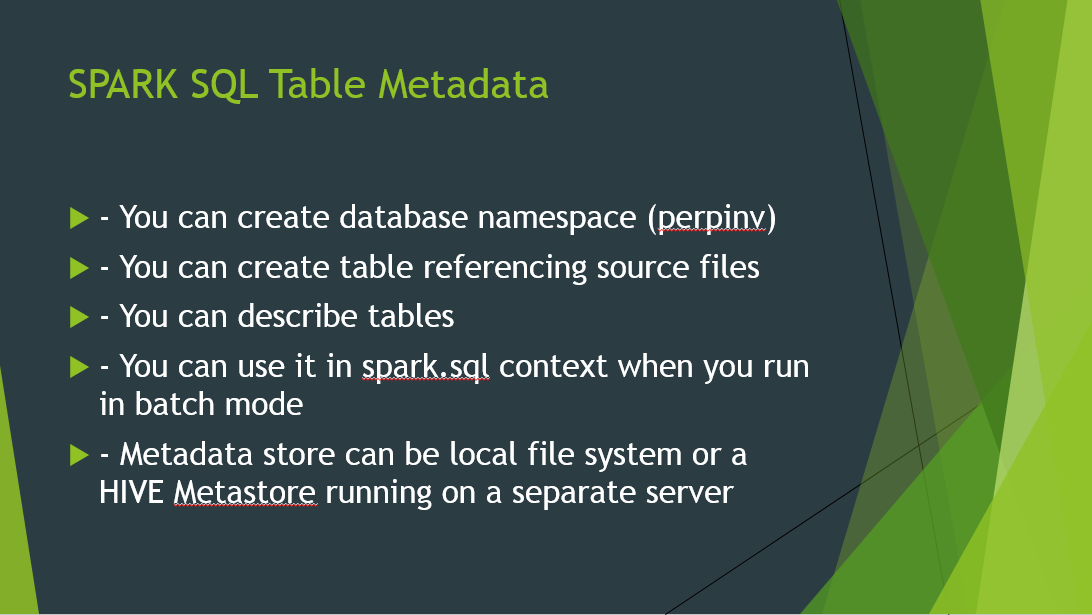 SPARK SQL Table Metadata
- You can create database namespace (perpinv)
- You can create table referencing source files
- You can describe tables
- You can use it in spark.sql context when you run
in batch mode
- Metadata store can be local file system or a
HIVE Metastore running on a separate server